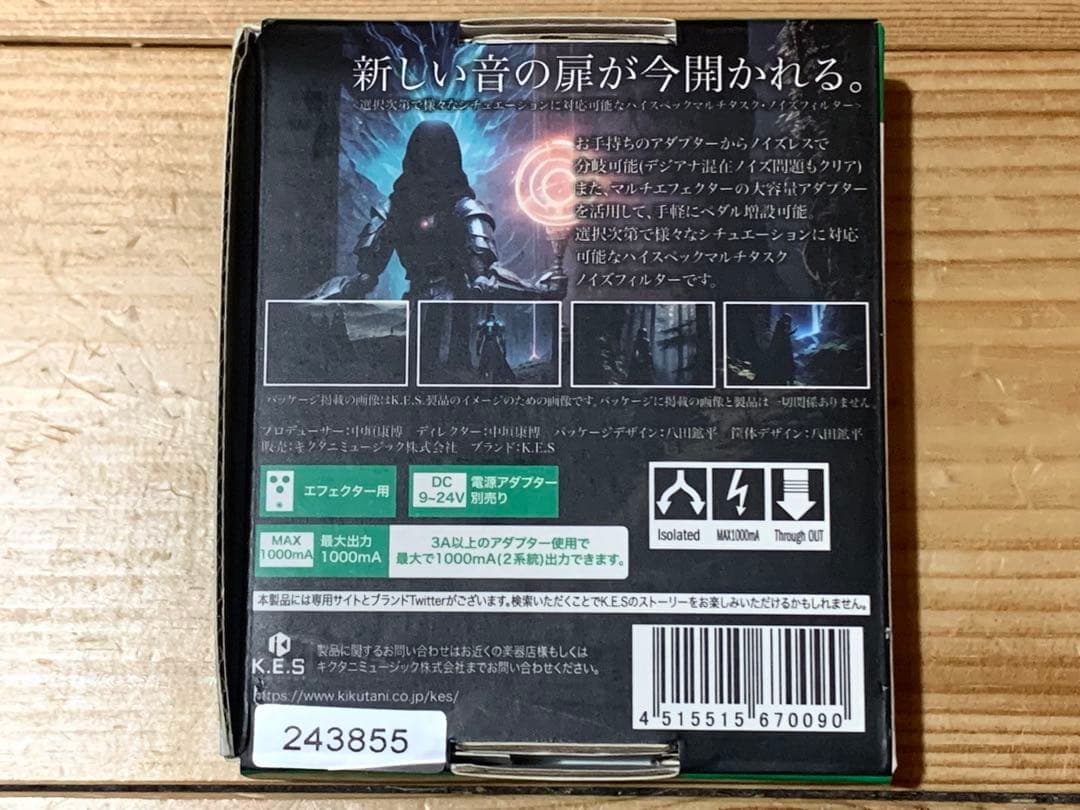 新しい音の扉が今開かれる。
<選択次第で様々なシチュエーションに対応可能なハイスペックマルチタスク・ノイズフィルター>
お手持ちのアダプターからノイズレスで
分岐可能(デジアナ混在ノイズ問題もクリア)
また、マルチエフェクターの大容量アダプター
を活用して、手軽にペダル増設可能。
選択次第で様々なシチュエーションに対応
可能なハイスペックマルチタスク
ノイズフィルターです。
パッケージ掲載の画像はK.E.S.製品のイメージのための画像です。パッケージに掲載の画像と製品は一切関係ありません。
プロデューサー:中垣康博 ディレクター:中垣康博 パッケージデザイン:八田鉱平 筐体デザイン:八田鉱平
販売:キクタニミュージック株式会社 ブランド:K.E.S
エフェクター用
DC
9~24V
電源アダプター
別売り
Isolated
MAX1000mA
Through OUT
MAX
1000mA
最大出力
1000mA
3A以上のアダプター使用で
最大で1000mA(2系統)出力できます。
本製品には専用サイトとブランドTwitterがございます。検索いただくことでK.E.Sのストーリーをお楽しみいただけるかもしれません。
K.E.S
製品に関するお問い合わせはお近くの楽器店様もしくは
キクタニミュージック株式会社までお問い合わせください。
https://www.kikutani.co.jp/kes/
4 515515 670090
243855